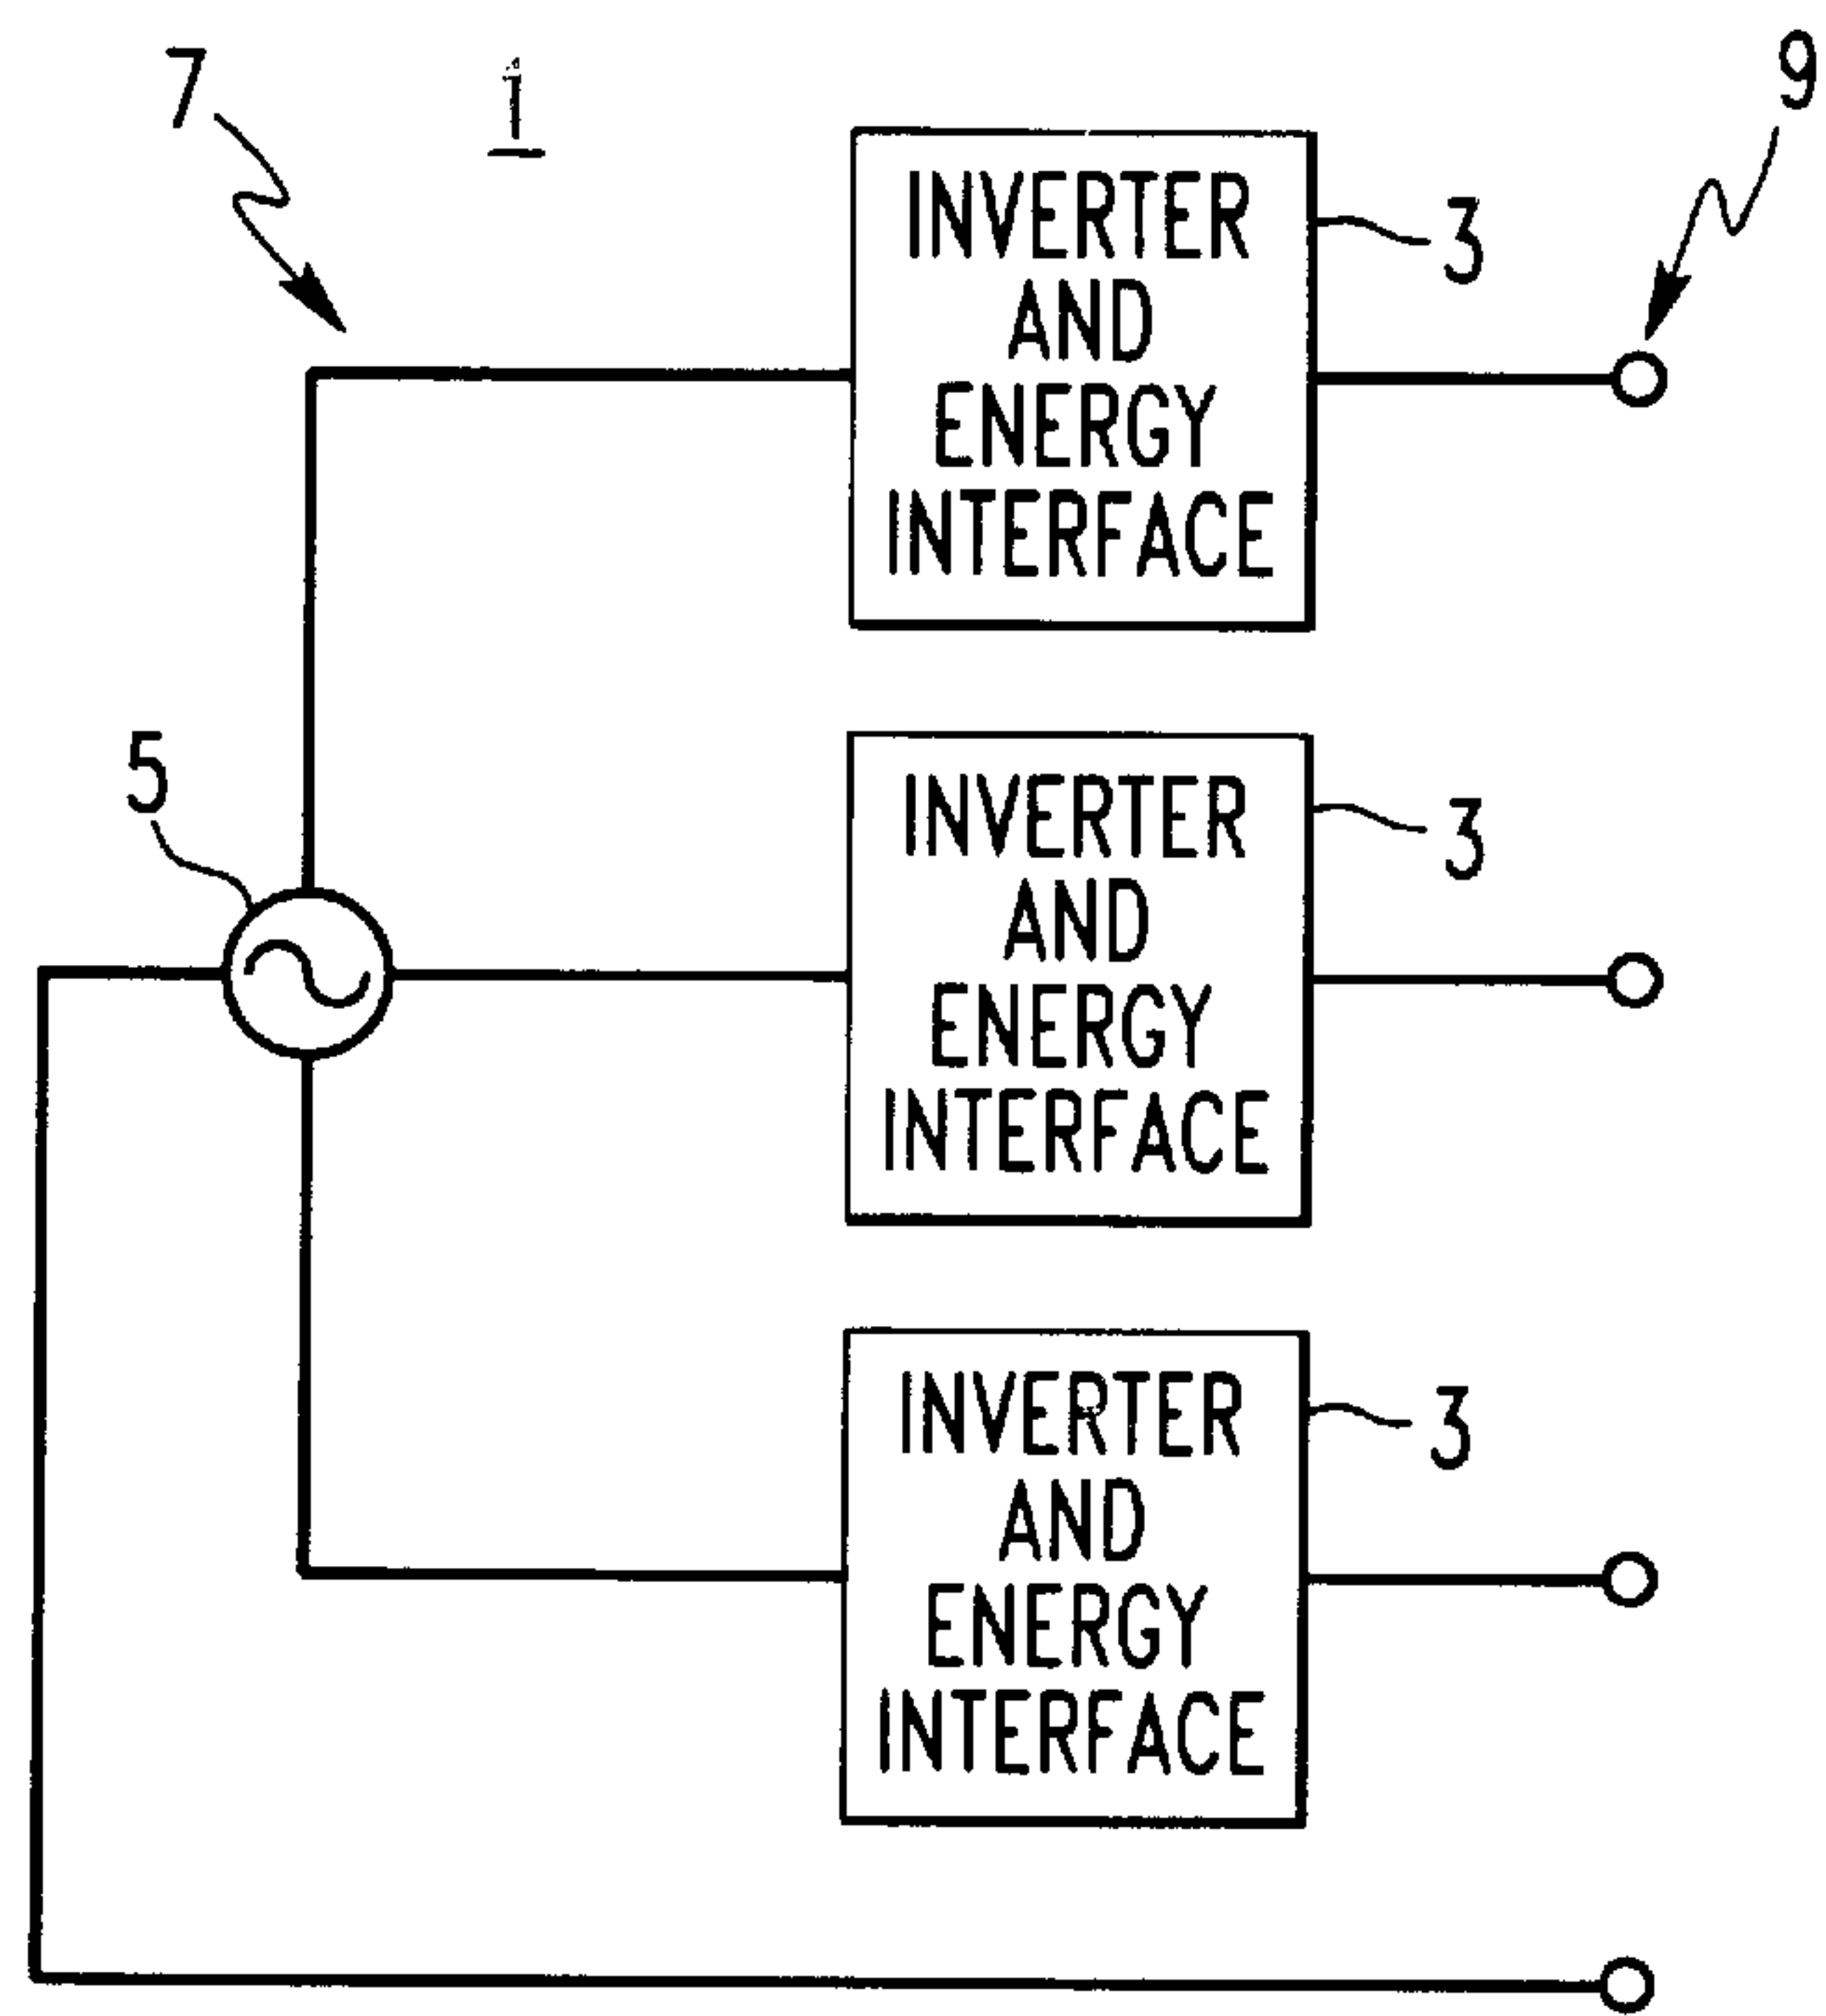 7
1
9
INVERTER
AND
ENERGY
INTERFACE
3
5
INVERTER
AND
ENERGY
INTERFACE
3
INVERTER
AND
ENERGY
INTERFACE
3